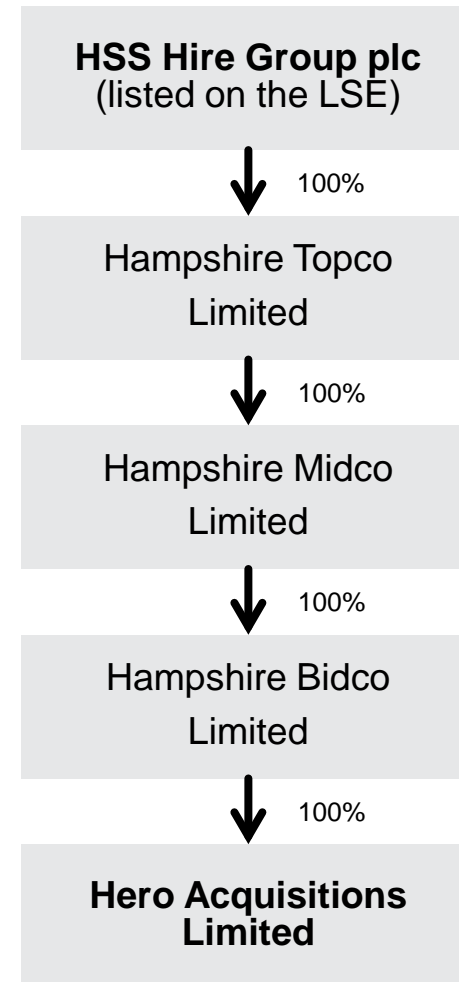 HSS Hire Group plc
(listed on the LSE)
100%
Hampshire Topco
Limited
100%
Hampshire Midco
Limited
100%
Hampshire Bidco
Limited
100%
Hero Acquisitions
Limited